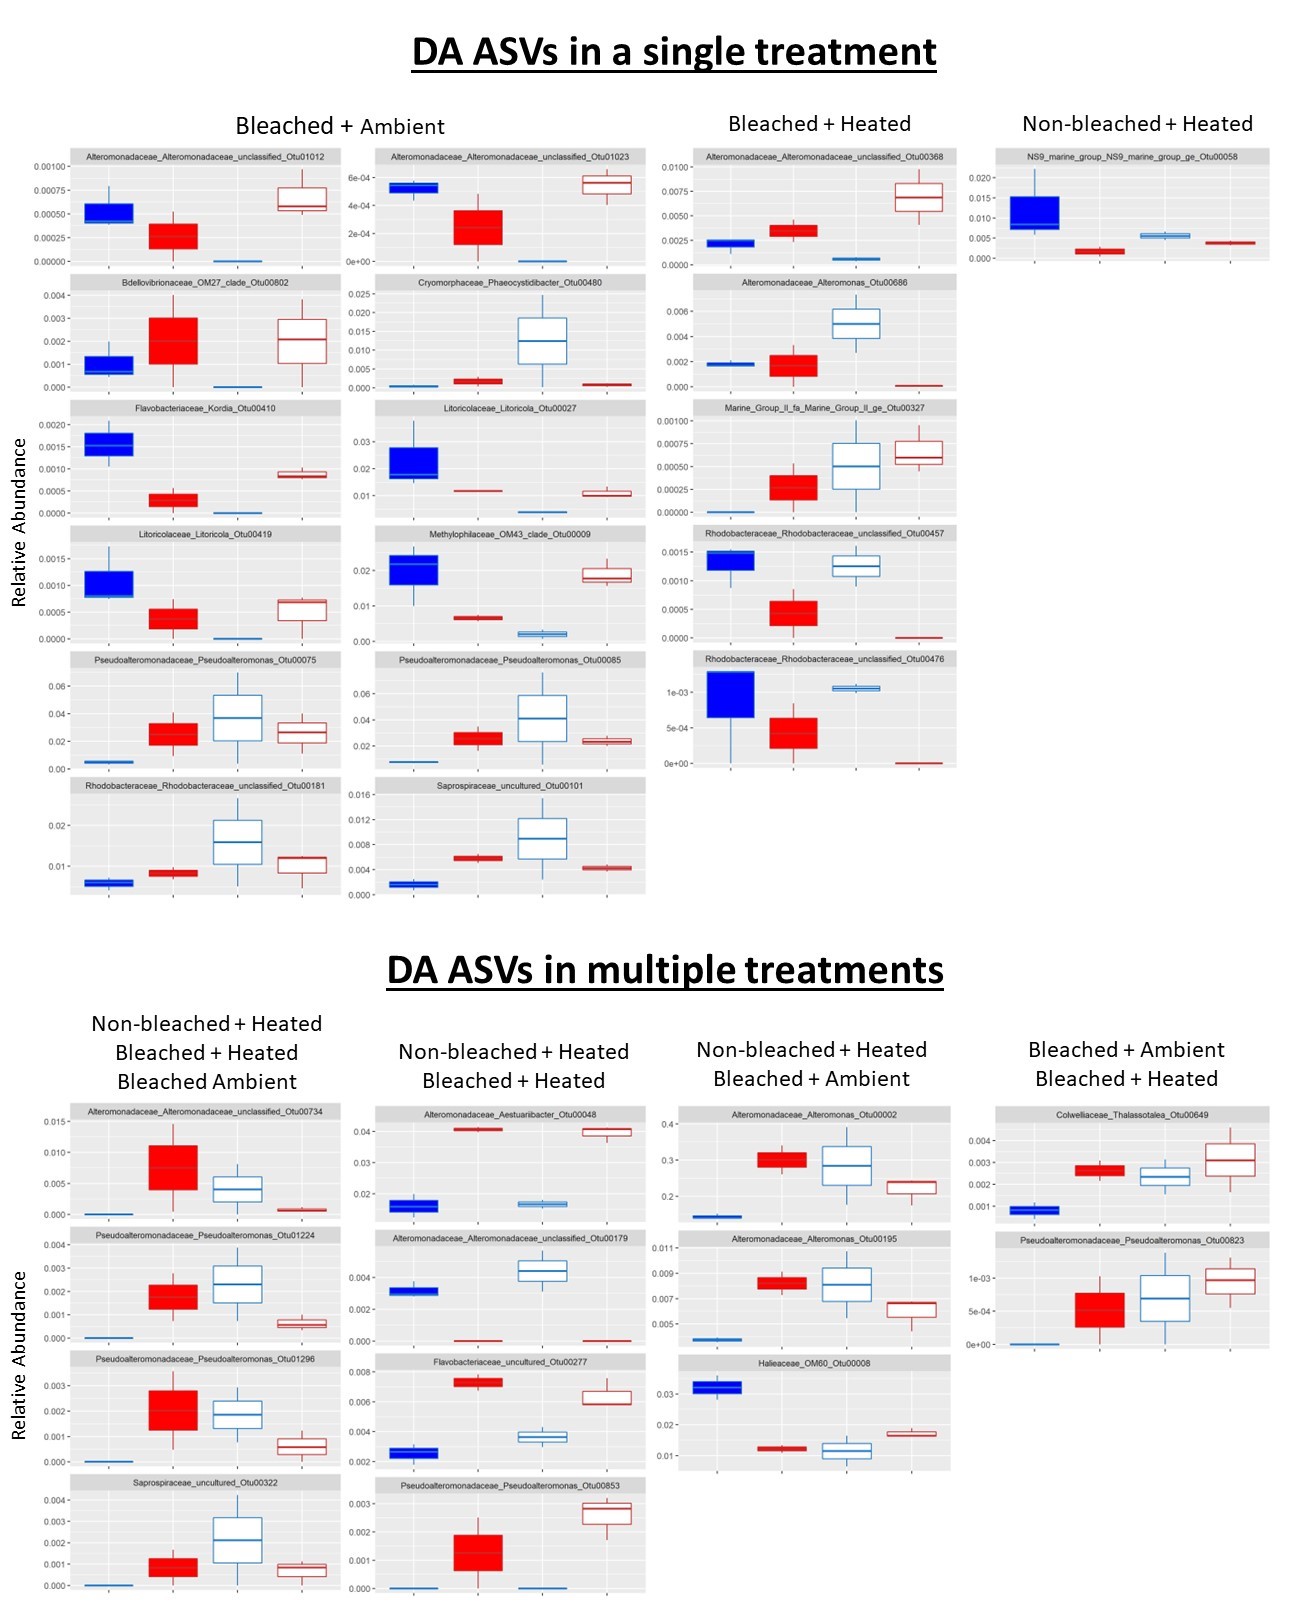 DA ASVs in a single treatment
Bleached + Ambient
Bleached + Heated
Non-bleached + Heated
Relative Abundance
Alteromonadaceae_Alteromonadaceae_unclassified_Otu01012
0.00100
0.00075
0.00050
0.00025
0.00000
Alteromonadaceae_Alteromonadaceae_unclassified_Otu01023
6e-04
4e-04
2e-04
0e+00
Alteromonadaceae_Alteromonadaceae_unclassified_Otu00368
0.0100
0.0075
0.0050
0.0025
0.0000
NS9_marine_group_NS9_marine_group_ge_Otu00058
0.020
0.015
0.010
0.005
0.000
Bdellovibrionaceae_OM27_clade_Otu00802
0.004
0.003
0.002
0.001
0.000
Cryomorphaceae_Phaeocystidibacter_Otu00480
0.025
0.020
0.015
0.010
0.005
0.000
Alteromonadaceae_Alteromonas_Otu00686
0.006
0.004
0.002
0.000
Flavobacteriaceae_Kordia_Otu00410
0.0020
0.0015
0.0010
0.0005
0.0000
Litoricolaceae_Litoricola_Otu00027
0.03
0.02
0.01
Marine_Group_II_fa_Marine_Group_II_ge_Otu00327
0.00100
0.00075
0.00050
0.00025
0.00000
Litoricolaceae_Litoricola_Otu00419
0.0015
0.0010
0.0005
0.0000
Methylophilaceae_OM43_clade_Otu00009
0.02
0.01
0.00
Rhodobacteraceae_Rhodobacteraceae_unclassified_Otu00457
0.0015
0.0010
0.0005
0.0000
Pseudoalteromonadaceae_Pseudoalteromonas_Otu00075
0.06
0.04
0.02
0.00
Pseudoalteromonadaceae_Pseudoalteromonas_Otu00085
0.06
0.04
0.02
Rhodobacteraceae_Rhodobacteraceae_unclassified_Otu00476
1e-03
5e-04
0e+00
Rhodobacteraceae_Rhodobacteraceae_unclassified_Otu00181
0.02
0.01
Saprospiraceae_uncultured_Otu00101
0.016
0.012
0.008
0.004
0.000
DA ASVs in multiple treatments
Non-bleached + Heated
Bleached + Heated
Bleached Ambient
Non-bleached + Heated
Bleached + Heated
Non-bleached + Heated
Bleached + Ambient
Bleached + Ambient
Bleached + Heated
Relative Abundance
Alteromonadaceae_Alteromonadaceae_unclassified_Otu00734
0.015
0.010
0.005
0.000
Alteromonadaceae_Aestuariibacter_Otu00048
0.04
0.03
0.02
Alteromonadaceae_Alteromonas_Otu00002
0.4
0.3
0.2
Colwelliaceae_Thalassotalea_Otu00649
0.004
0.003
0.002
0.001
Pseudoalteromonadaceae_Pseudoalteromonas_Otu01224
0.004
0.003
0.002
0.001
0.000
Alteromonadaceae_Alteromonadaceae_unclassified_Otu00179
0.004
0.002
0.000
Alteromonadaceae_Alteromonas_Otu00195
0.011
0.009
0.007
0.005
Pseudoalteromonadaceae_Pseudoalteromonas_Otu00823
1e-03
5e-04
0e+00
Pseudoalteromonadaceae_Pseudoalteromonas_Otu01296
0.003
0.002
0.001
0.000
Flavobacteriaceae_uncultured_Otu00277
0.008
0.006
0.004
0.002
Halieaceae_OM60_Otu00008
0.03
0.02
0.01
Saprospiraceae_uncultured_Otu00322
0.004
0.003
0.002
0.001
0.000
Pseudoalteromonadaceae_Pseudoalteromonas_Otu00853
0.003
0.002
0.001
0.000